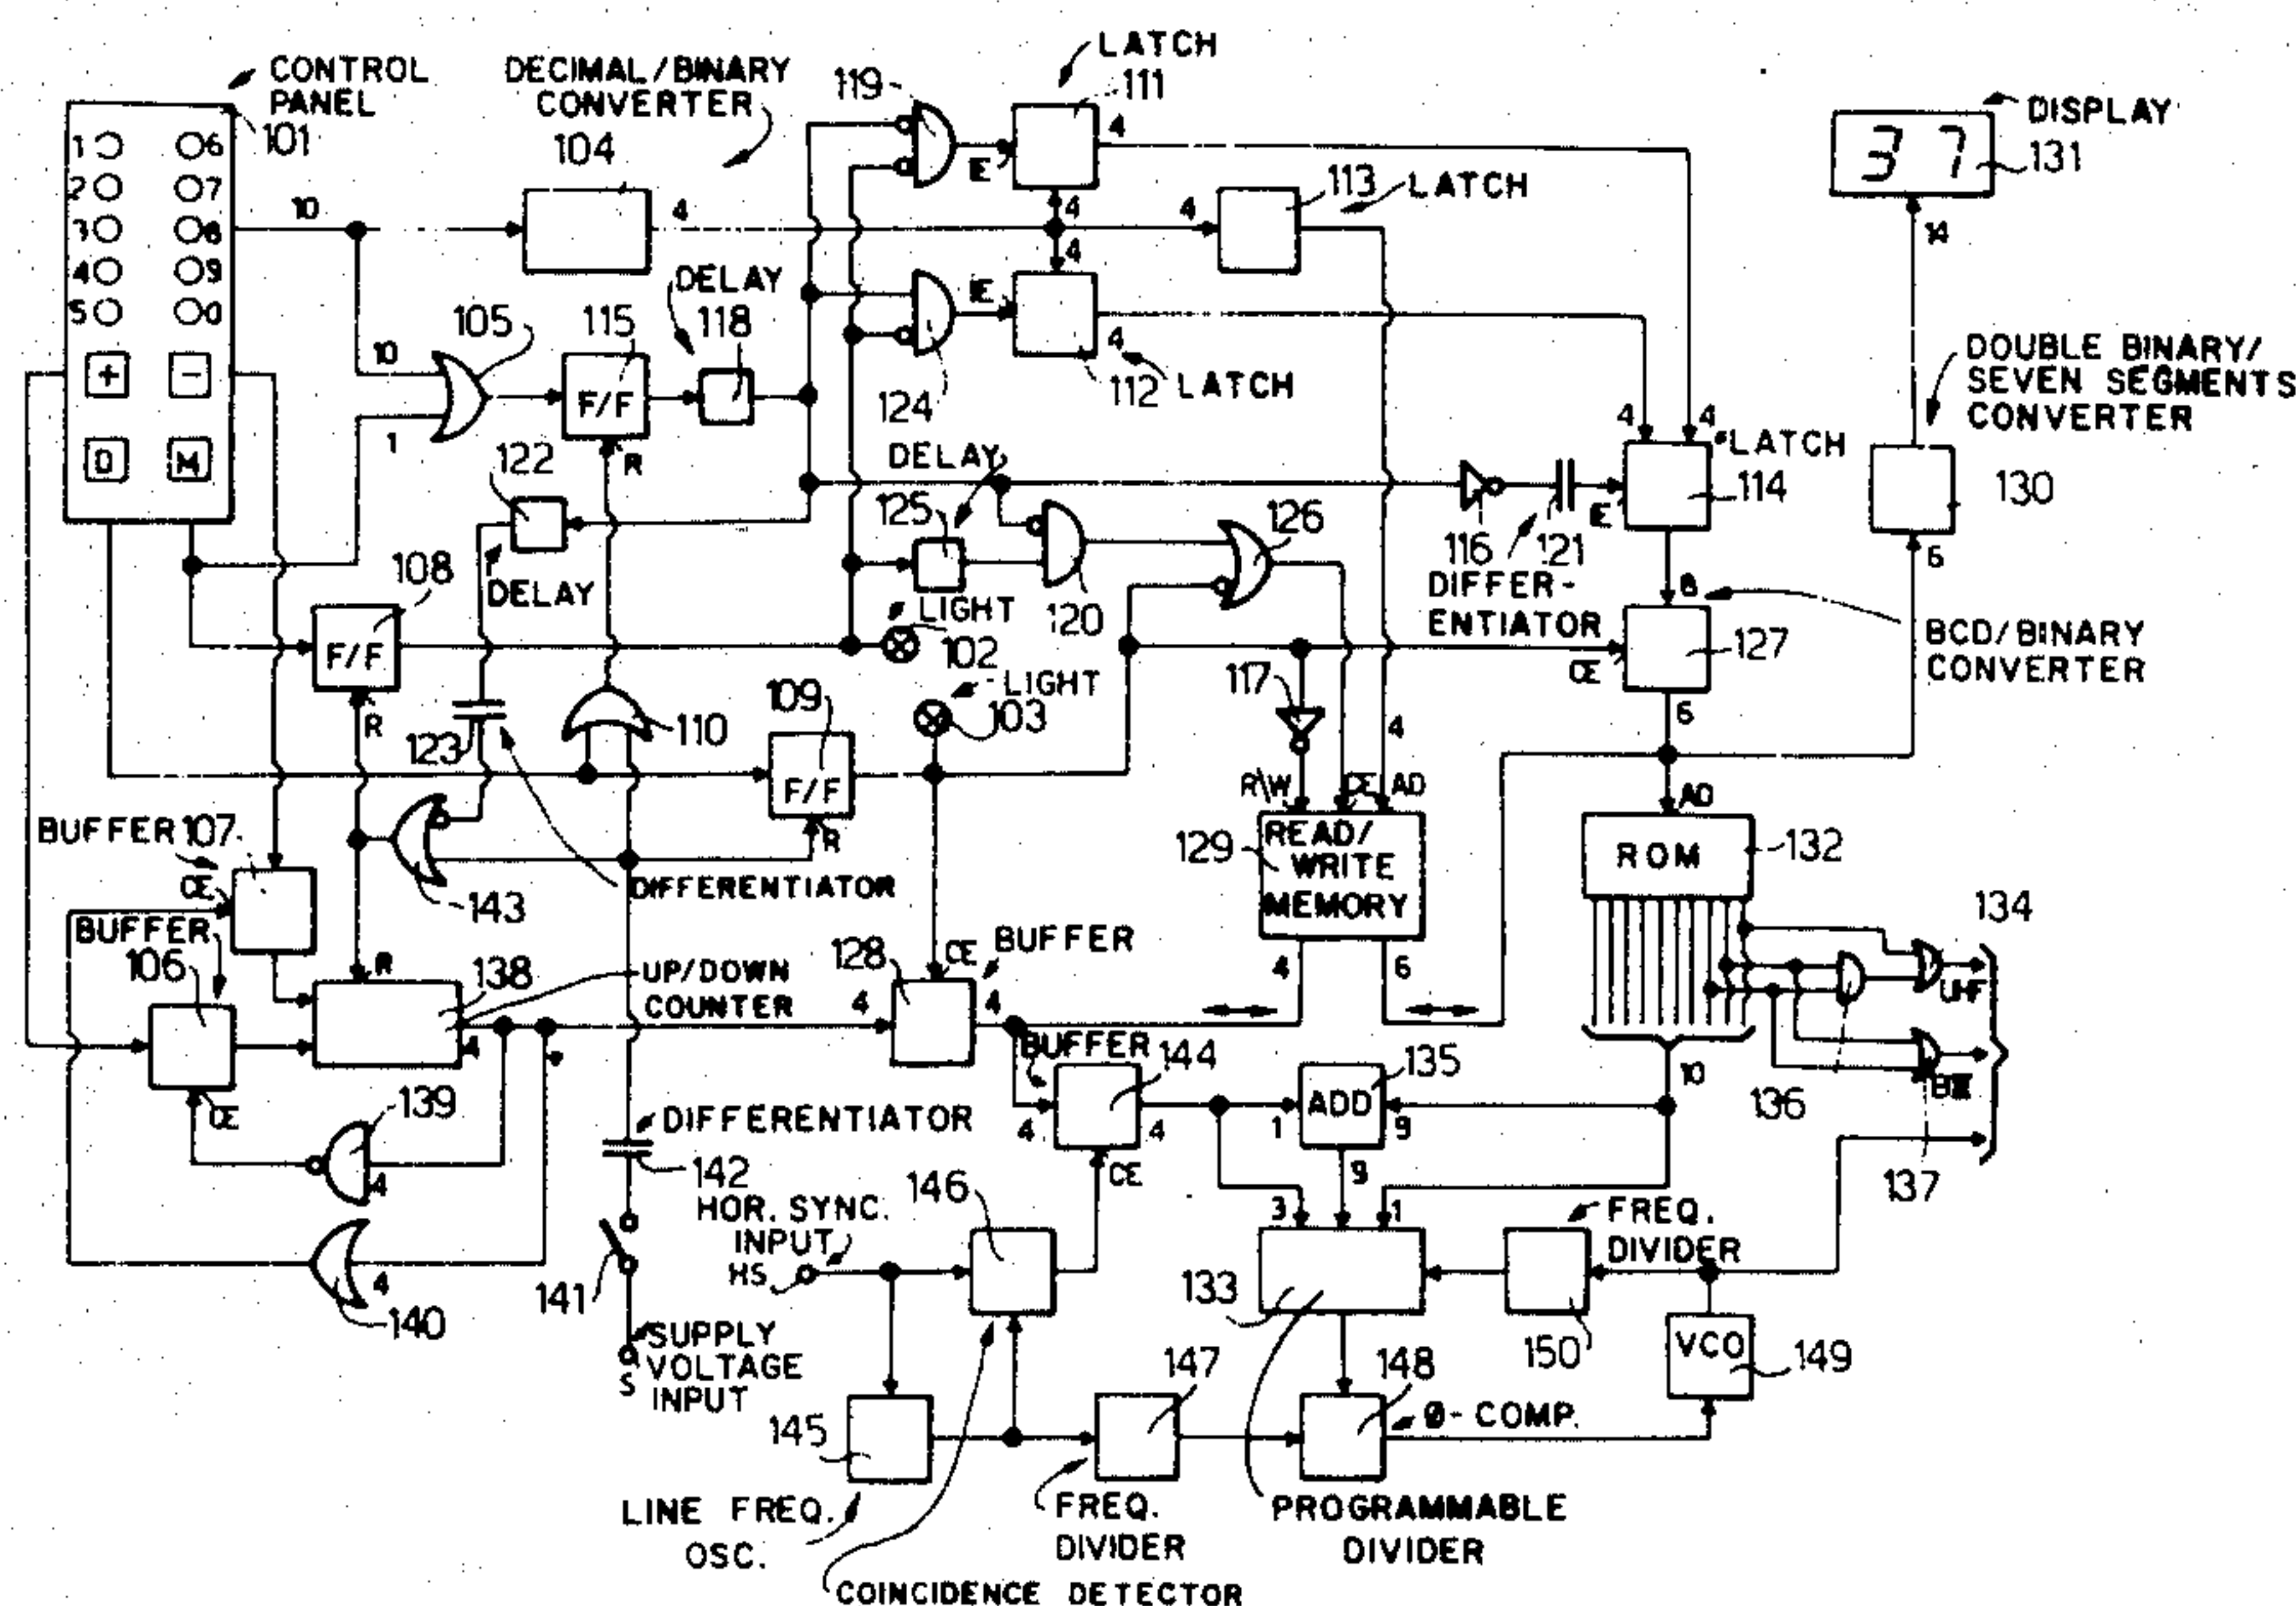 CONTROL
PANEL
101
1 6
2 7
3 8
4 9
5 0
+ -
D M
DECIMAL/BINARY
CONVERTER
104
10
4
119
LATCH
111
E
4
4
4
4
113
LATCH
DISPLAY
131
37
14
DELAY
118
105
115
10
1
F/F
R
124
E
4
112
LATCH
DOUBLE BINARY/
SEVEN SEGMENTS
CONVERTER
130
6
122
DELAY
DELAY
125
126
120
4
4
LATCH
114
E
116
121
DIFFER-
ENTIATOR
8
127
CE
BCD/BINARY
CONVERTER
6
108
F/F
R
LIGHT
102
LIGHT
103
123
110
109
F/F
R
117
4
R\W
CE
AD
AD
BUFFER 107
CE
143
DIFFERENTIATOR
129
READ/
WRITE
MEMORY
ROM
132
134
BUFFER
106
CE
R
138
4
UP/DOWN
COUNTER
128
CE
BUFFER
4
4
4
6
UHF
BIII
10
136
137
139
4
4
140
4
DIFFERENTIATOR
142
141
SUPPLY
VOLTAGE
INPUT
S
BUFFER
144
4
4
CE
135
ADD
1
9
9
3
1
HOR. SYNC.
INPUT
HS
146
133
FREQ.
DIVIDER
150
VCO
149
145
147
148
Ø-COMP.
LINE FREQ.
OSC.
FREQ.
DIVIDER
PROGRAMMABLE
DIVIDER
COINCIDENCE DETECTOR